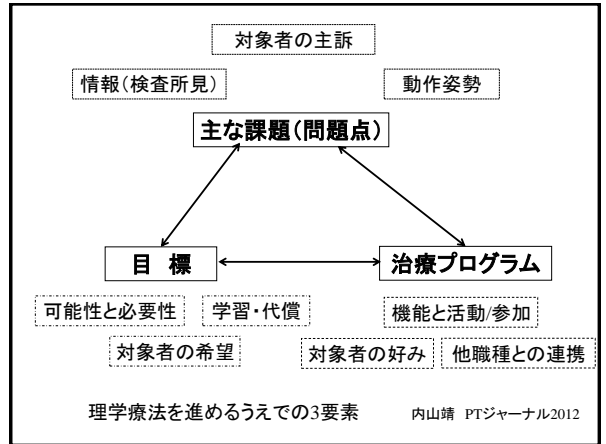 対象者の主訴
情報(検査所見)
動作姿勢
主な課題(問題点)
目 標
治療プログラム
可能性と必要性
学習・代償
機能と活動/参加
対象者の希望
対象者の好み
他職種との連携
理学療法を進めるうえでの3要素
内山靖 PTジャーナル2012